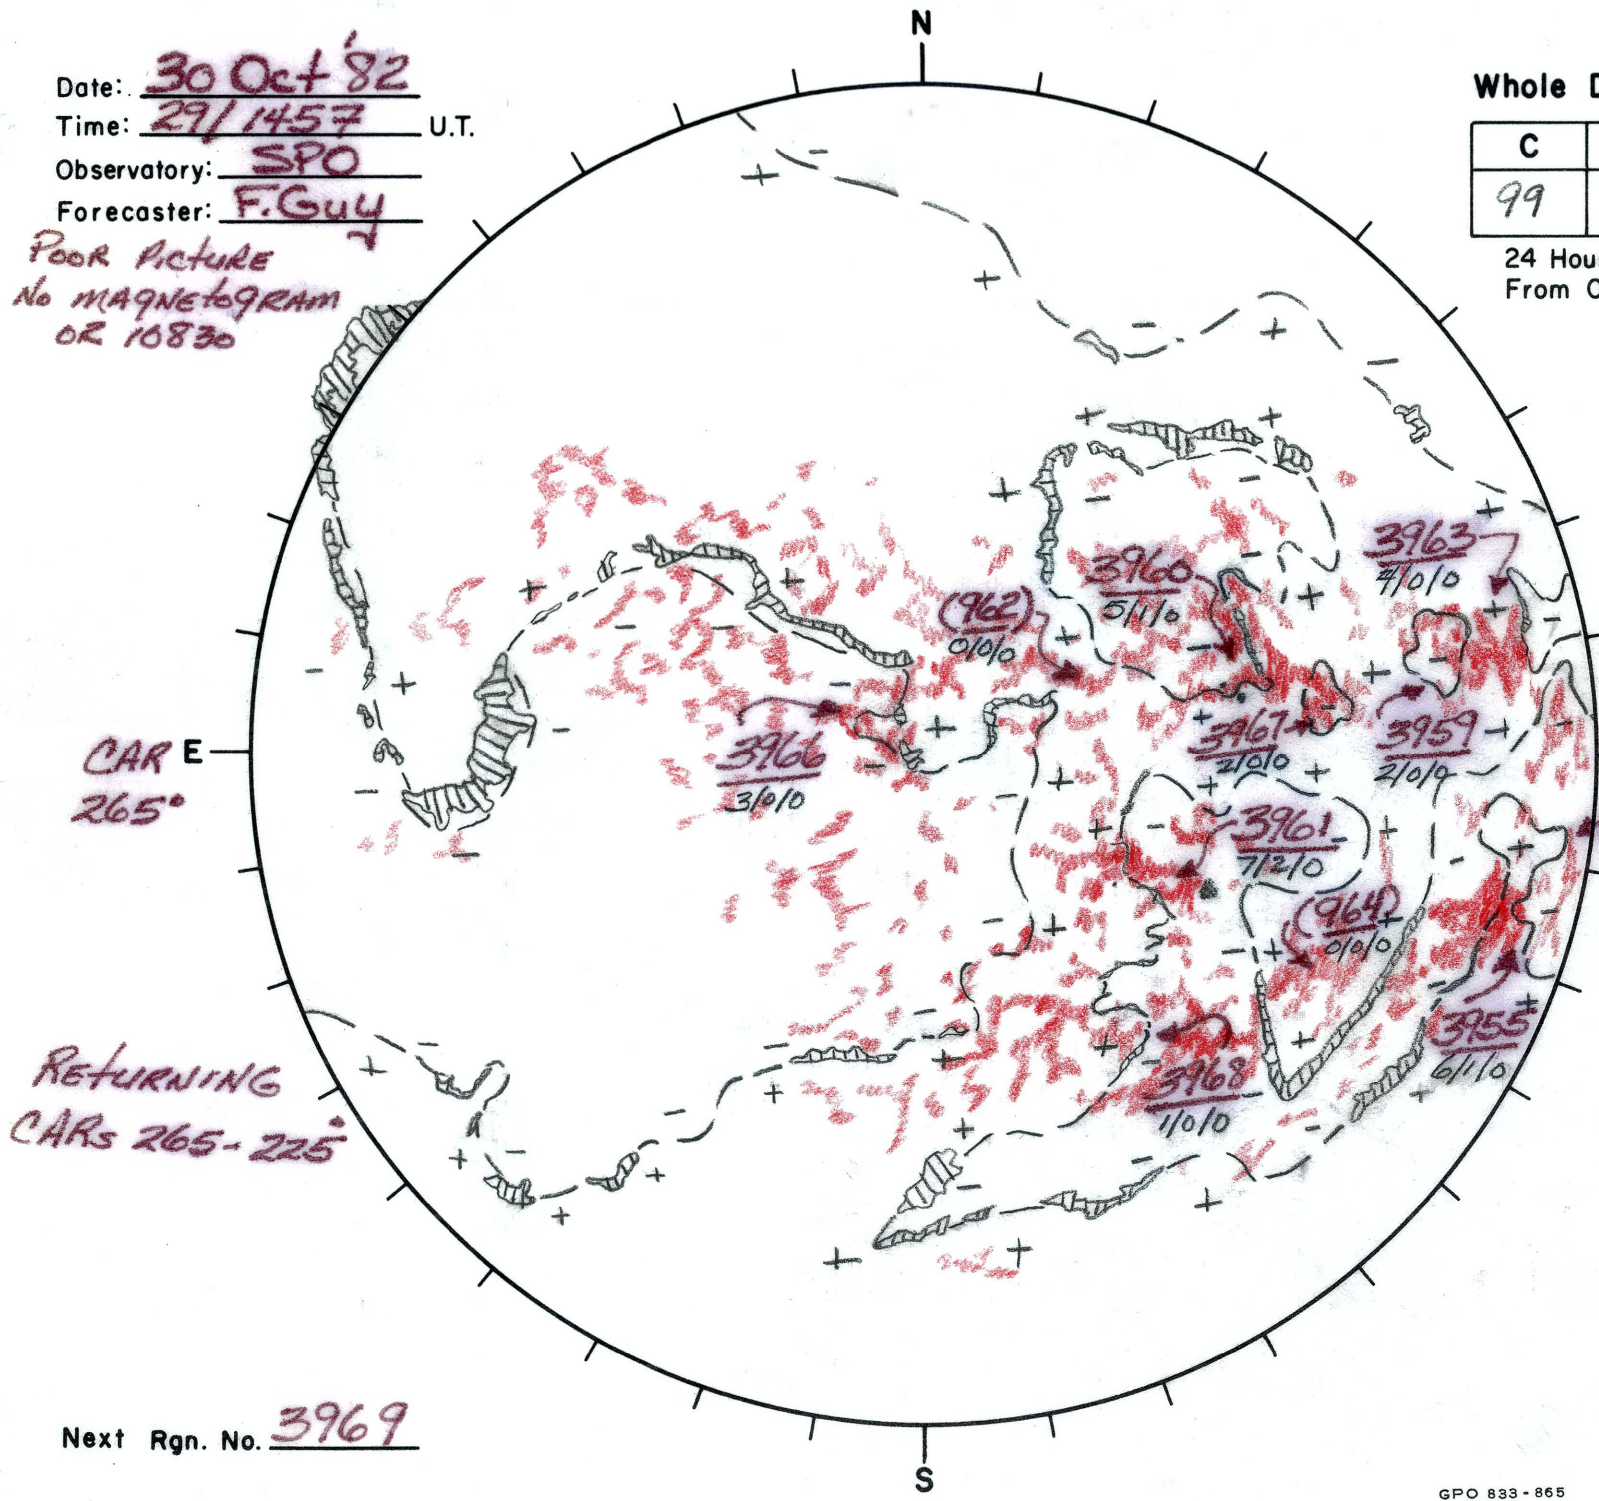 N
Date: 30 Oct '82
Time: 29/1457 U.T.
Observatory: SPO
Forecaster: F. Guy
POOR PictURE
No MAGNEtOGRAM
OR 10830
Whole D
C
99
24 Hou
From C
3963
4/0/0
3960
5/1/0
(962)
0/0/0
3966
3/0/0
3967
2/0/0
3959
2/0/0
CAR E
265°
3961
7/2/0
(964)
0/0/0
3955
6/1/0
3968
1/0/0
REtURNING
CARs 265-225°
Next Rgn. No. 3969
S
GPO 833-865